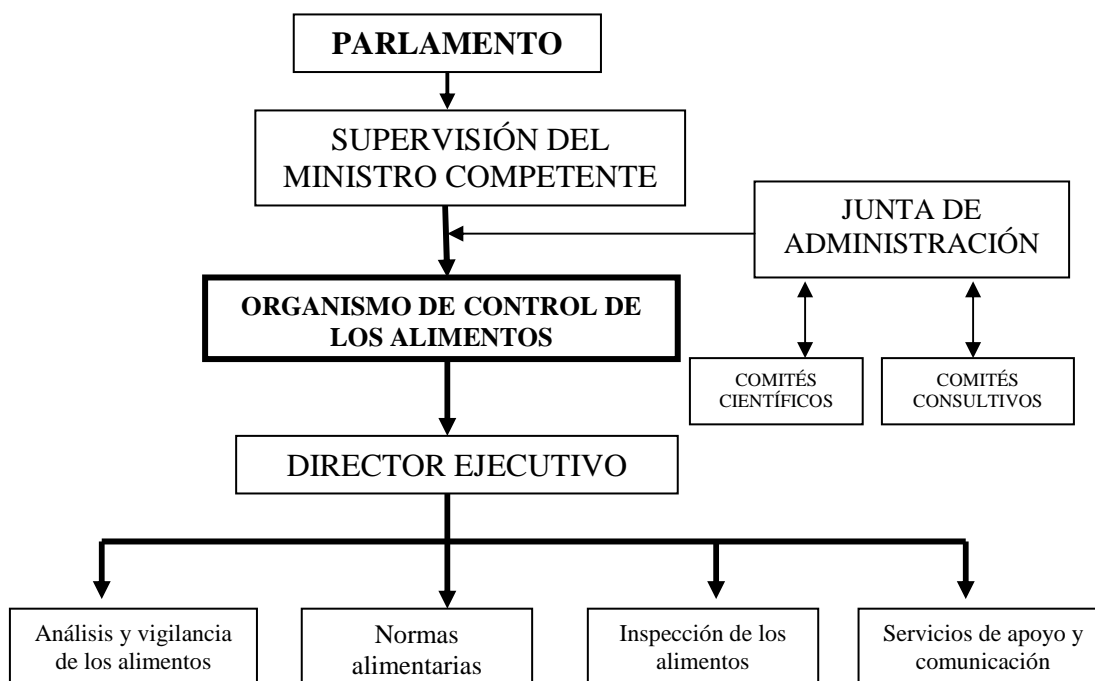 PARLAMENTO
SUPERVISIÓN DEL
MINISTRO COMPETENTE
JUNTA DE
ADMINISTRACIÓN
ORGANISMO DE CONTROL DE
LOS ALIMENTOS
COMITÉS
CIENTÍFICOS
COMITÉS
CONSULTIVOS
DIRECTOR EJECUTIVO
Análisis y vigilancia
de los alimentos
Normas
alimentarias
Inspección de los
alimentos
Servicios de apoyo y
comunicación